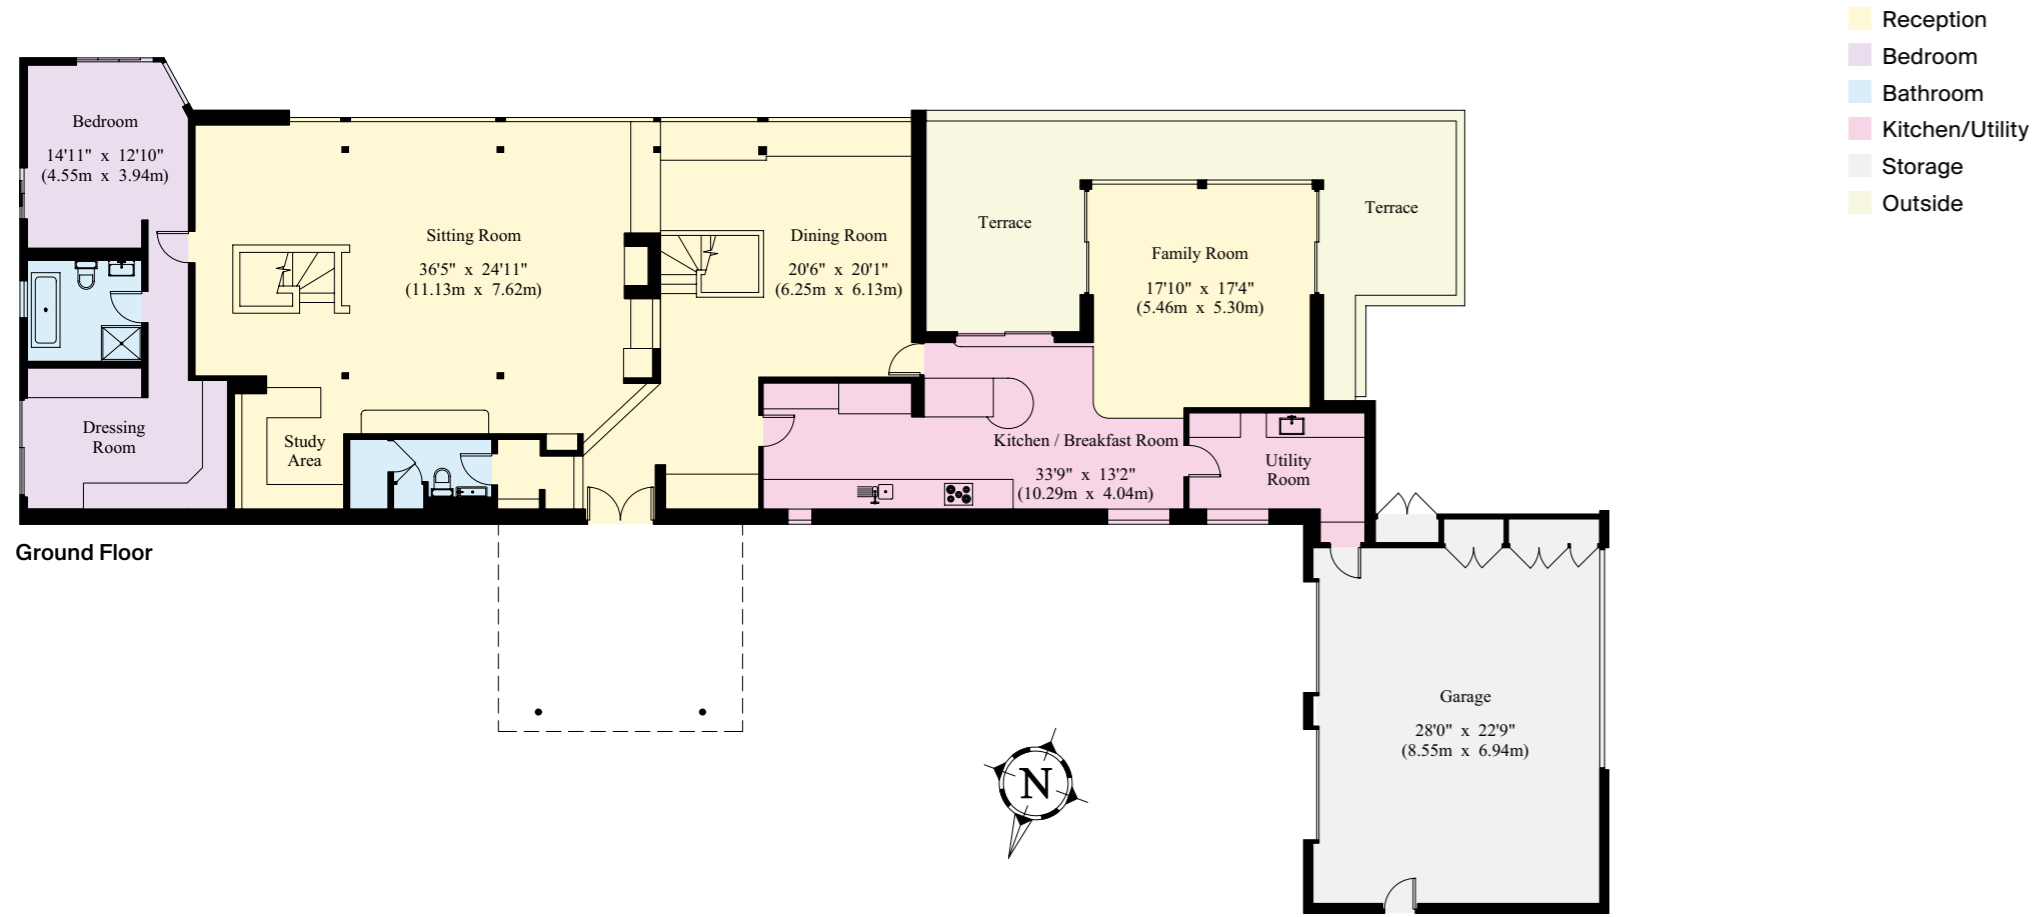 Reception
Bedroom
Bathroom
Kitchen/Utility
Storage
Outside
Bedroom
14'11" x 12'10"
(4.55m x 3.94m)
Sitting Room
36'5" x 24'11"
(11.13m x 7.62m)
Dining Room
20'6" x 20'1"
(6.25m x 6.13m)
Terrace
Family Room
17'10" x 17'4"
(5.46m x 5.30m)
Terrace
Dressing
Room
Study
Area
Kitchen / Breakfast Room
33'9" x 13'2"
(10.29m x 4.04m)
Utility
Room
Ground Floor
Garage
28'0" x 22'9"
(8.55m x 6.94m)
N